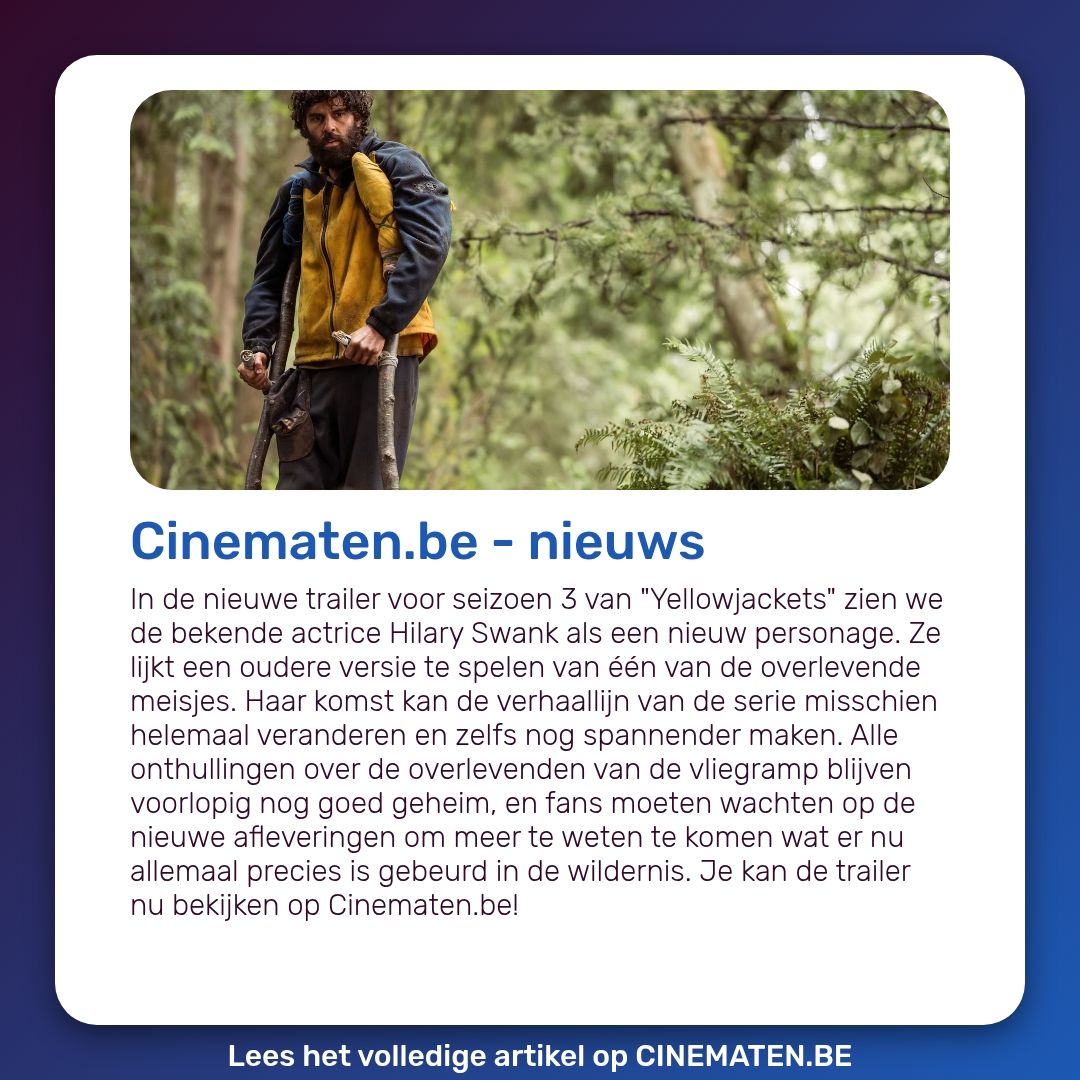 Cinematen.be - nieuws
In de nieuwe trailer voor seizoen 3 van "Yellowjackets" zien we
de bekende actrice Hilary Swank als een nieuw personage. Ze
lijkt een oudere versie te spelen van één van de overlevende
meisjes. Haar komst kan de verhaallijn van de serie misschien
helemaal veranderen en zelfs nog spannender maken. Alle
onthullingen over de overlevenden van de vliegramp blijven
voorlopig nog goed geheim, en fans moeten wachten op de
nieuwe afleveringen om meer te weten te komen wat er nu
allemaal precies is gebeurd in de wildernis. Je kan de trailer
nu bekijken op Cinematen.be!
Lees het volledige artikel op CINEMATEN.BE